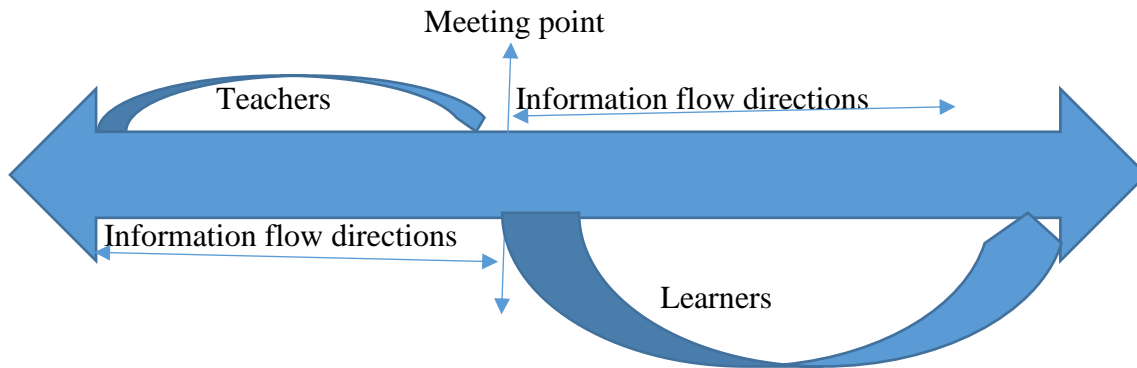 Meeting point
Teachers
Information flow directions
Information flow directions
Learners